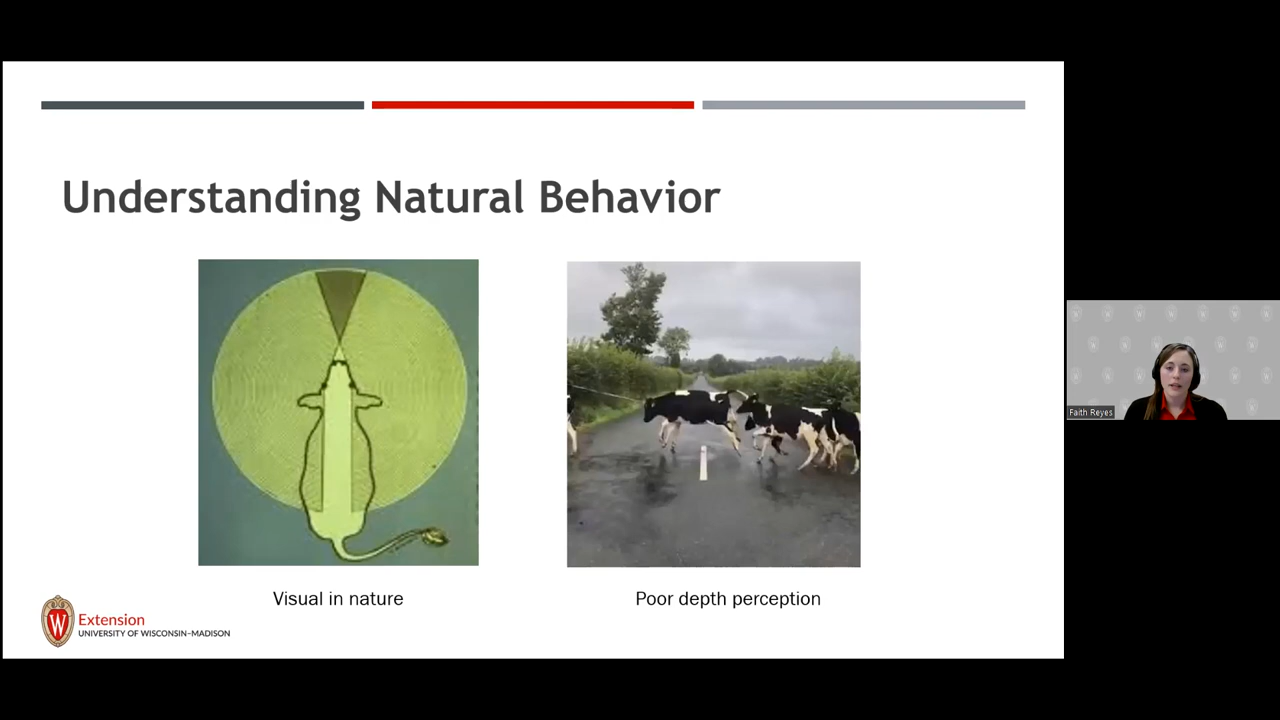 Understanding Natural Behavior
Visual in nature
Poor depth perception
W
Extension
UNIVERSITY OF WISCONSIN–MADISON
Faith Reyes